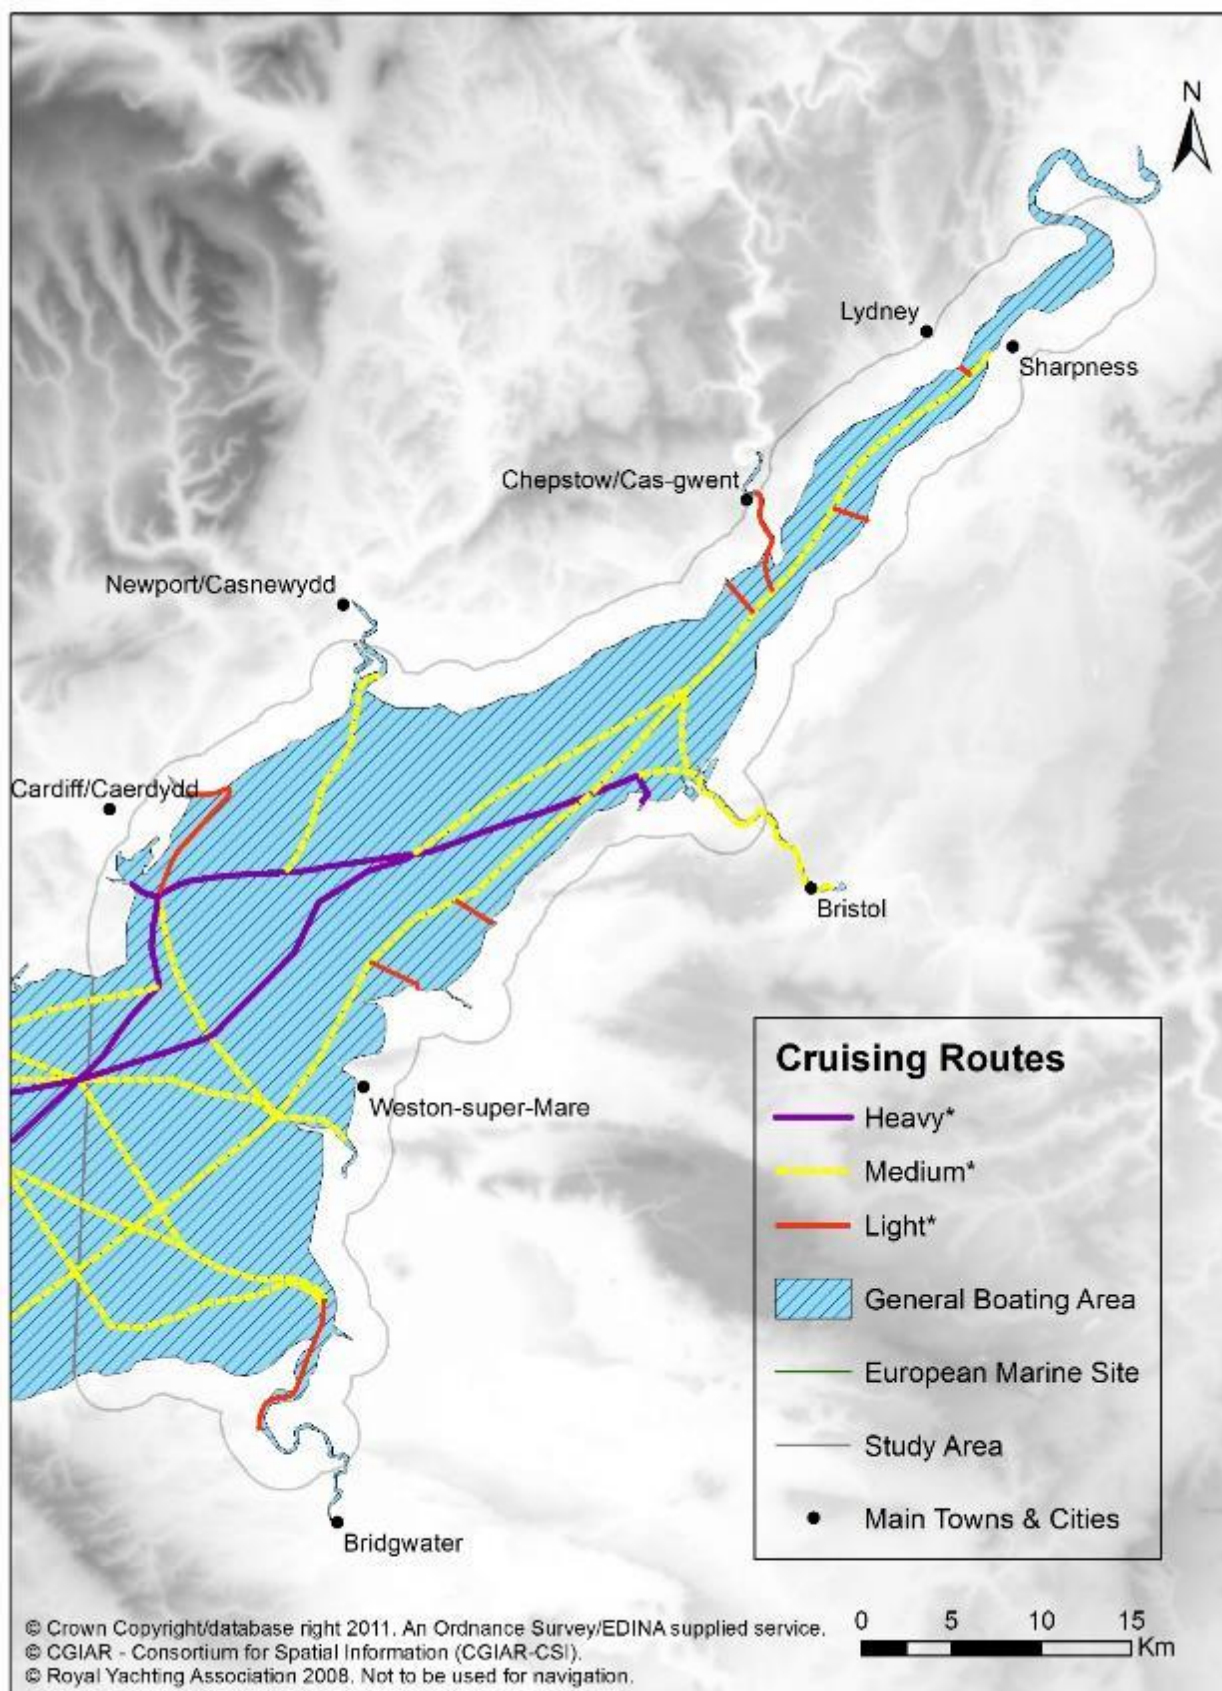 N
Lydney
Sharpness
Chepstow/Cas-gwent
Newport/Casnewydd
Cardiff/Caerdydd
Bristol
Weston-super-Mare
Bridgwater
Cruising Routes
Heavy*
Medium*
Light*
General Boating Area
European Marine Site
Study Area
Main Towns & Cities
0 5 10 15
Km
© Crown Copyright/database right 2011. An Ordnance Survey/EDINA supplied service.
© CGIAR - Consortium for Spatial Information (CGIAR-CSI).
© Royal Yachting Association 2008. Not to be used for navigation.